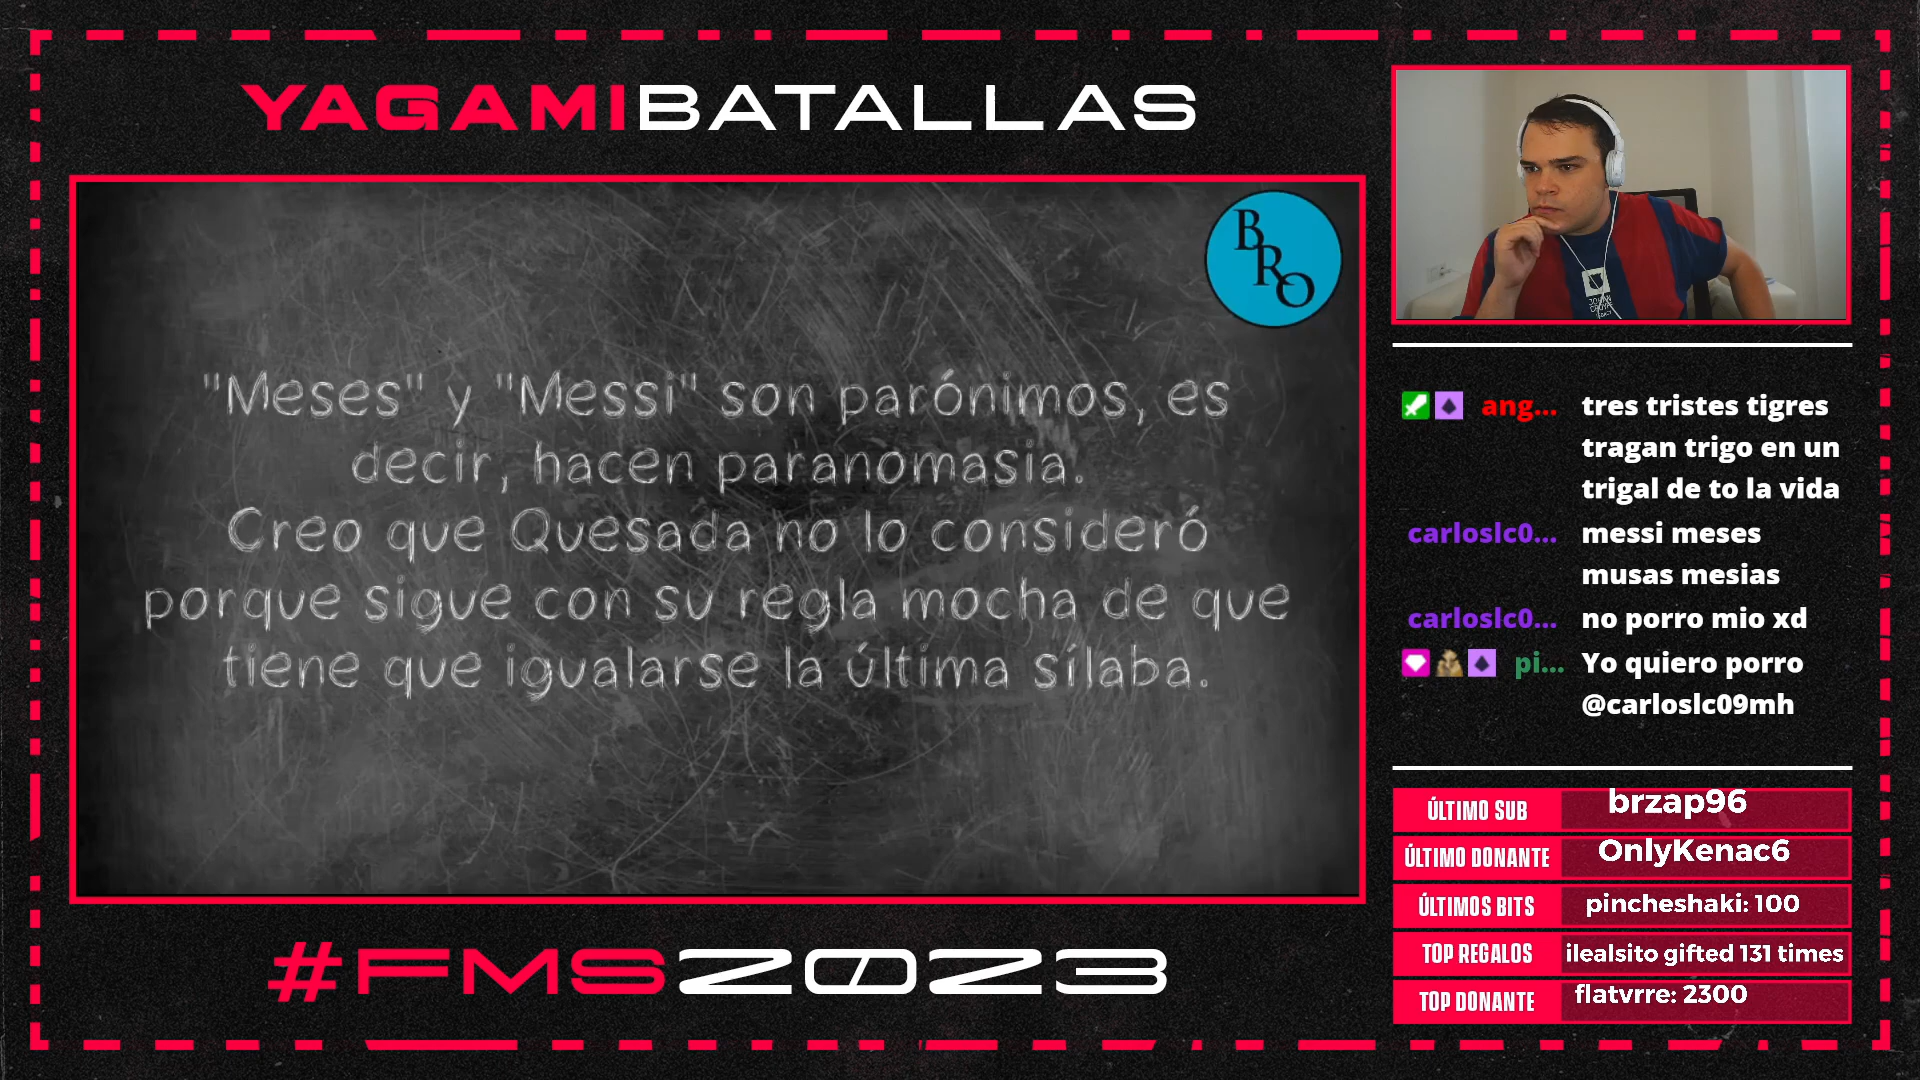 YAGAMIBATALLAS
BRO
"Meses" y "Messi" son parónimos, es
decir, hacen paranomasia.
Creo que Quesada no lo consideró
porque sigue con su regla mocha de que
tiene que igualarse la última sílaba.
#FMS2023
ang... tres tristes tigres
tragan trigo en un
trigal de to la vida
carloslc0... messi meses
musas mesias
carloslc0... no porro mio xd
pi... Yo quiero porro
@carloslc09mh
ÚLTIMO SUB brzap96
ÚLTIMO DONANTE OnlyKenac6
ÚLTIMOS BITS pincheshaki: 100
TOP REGALOS ilealsito gifted 131 times
TOP DONANTE flatvrre: 2300